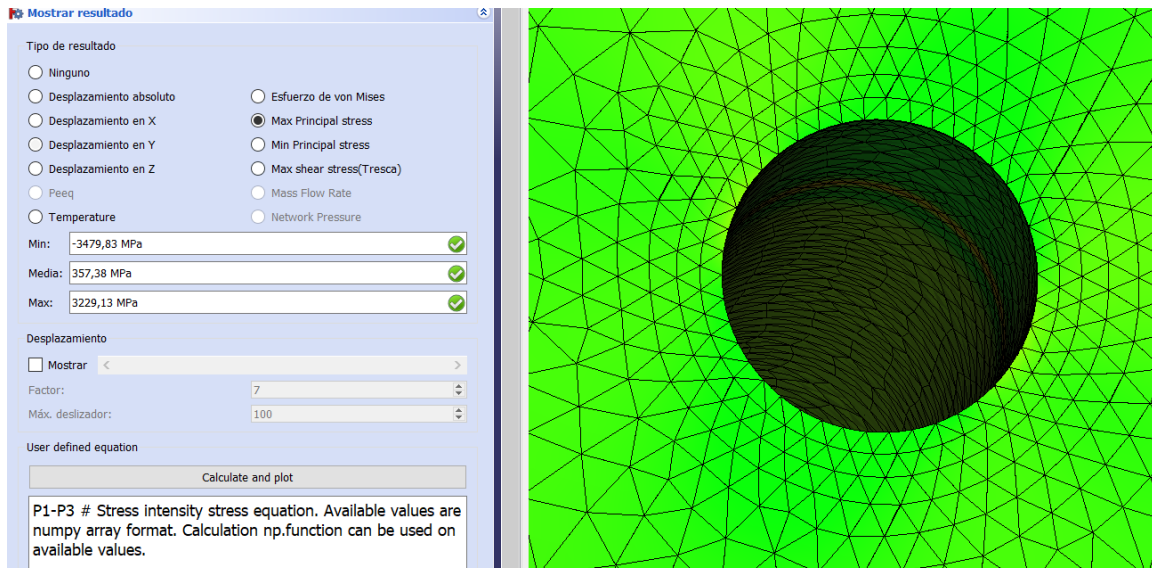 Mostrar resultado
Tipo de resultado
Ninguno
Desplazamiento absoluto
Esfuerzo de von Mises
Desplazamiento en X
Max Principal stress
Desplazamiento en Y
Min Principal stress
Desplazamiento en Z
Max shear stress(Tresca)
Peeq
Mass Flow Rate
Temperature
Network Pressure
Min: -3479,83 MPa
Media: 357,38 MPa
Max: 3229,13 MPa
Desplazamiento
Mostrar
Factor: 7
Máx. deslizador: 100
User defined equation
Calculate and plot
P1-P3 # Stress intensity stress equation. Available values are
numpy array format. Calculation np.function can be used on
available values.